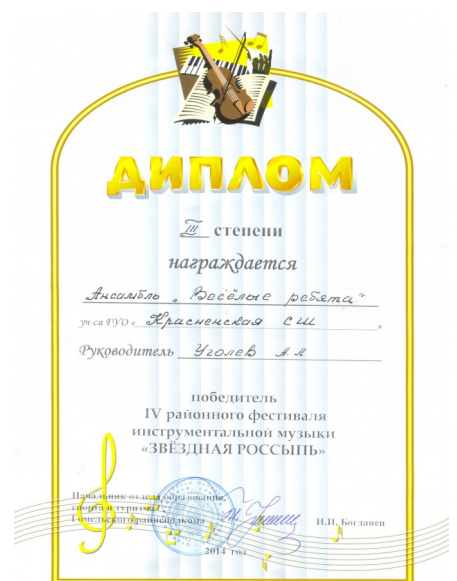 ДИПЛОМ
III степени
награждается
Ансамбль „Весёлые ребята"
уч-ся ГУО « Красненская СШ »
Руководитель Уголев А.Л
победитель
IV районного фестиваля
инструментальной музыки
«ЗВЁЗДНАЯ РОССЫПЬ»
Начальник отдела образования,
спорта и туризма
Гомельского райисполкома И.Н. Богданец
2014 год